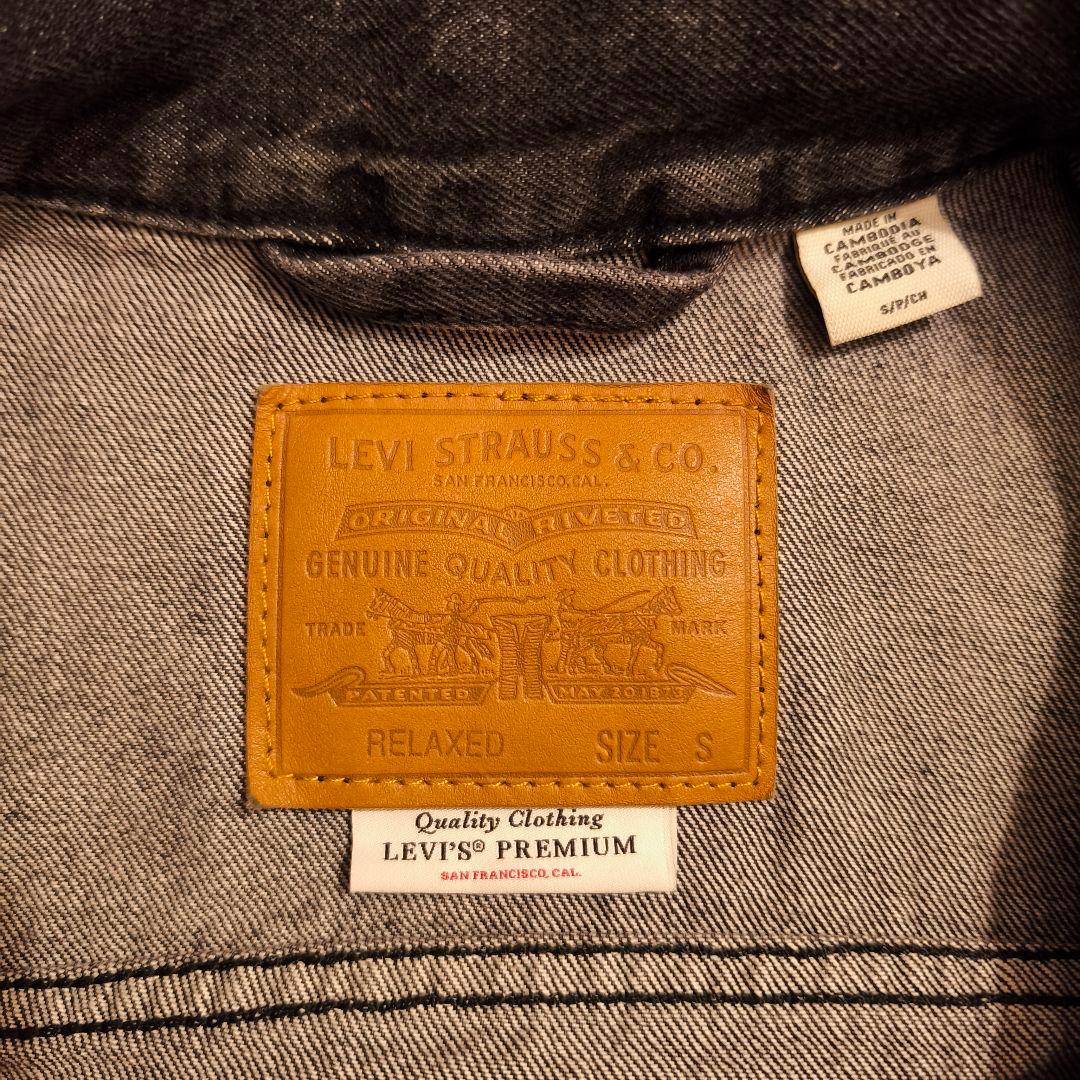 MADE IN
CAMBODIA
FABRIQUÉ AU
CAMBODGE
FABRICADO EN
CAMBOYA
S/P/CH
LEVI STRAUSS & CO.
SAN FRANCISCO, CAL.
ORIGINAL RIVETED
GENUINE QUALITY CLOTHING
TRADE MARK
PATENTED MAY 20 1873
RELAXED SIZE S
Quality Clothing
LEVI'S® PREMIUM
SAN FRANCISCO, CAL.